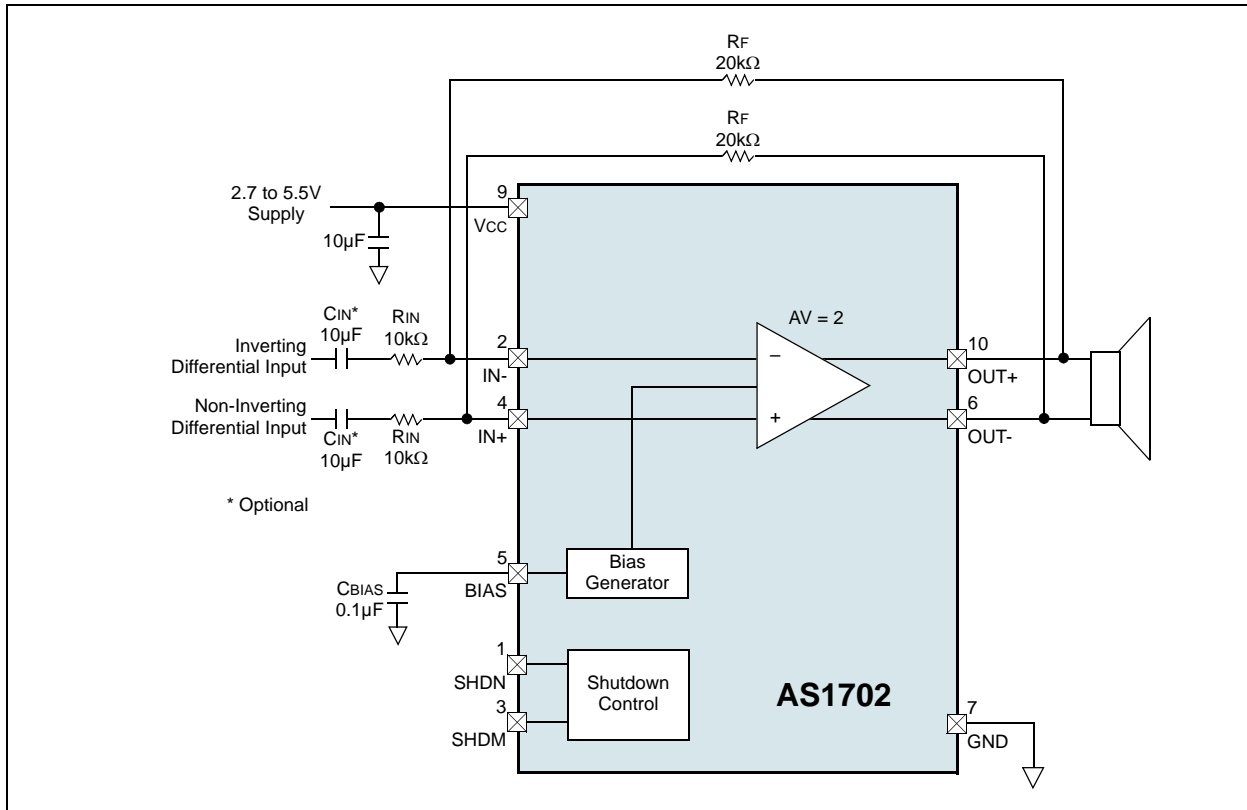 RF
20kΩ
RF
20kΩ
2.7 to 5.5V
Supply
9
VCC
10µF
CIN*
10µF
RIN
10kΩ
AV = 2
Inverting
Differential Input
2
IN-
−
10
OUT+
Non-Inverting
Differential Input
4
IN+
+
6
OUT-
CIN*
10µF
RIN
10kΩ
* Optional
5
BIAS
Bias
Generator
CBIAS
0.1µF
1
SHDN
Shutdown
Control
3
SHDM
AS1702
7
GND